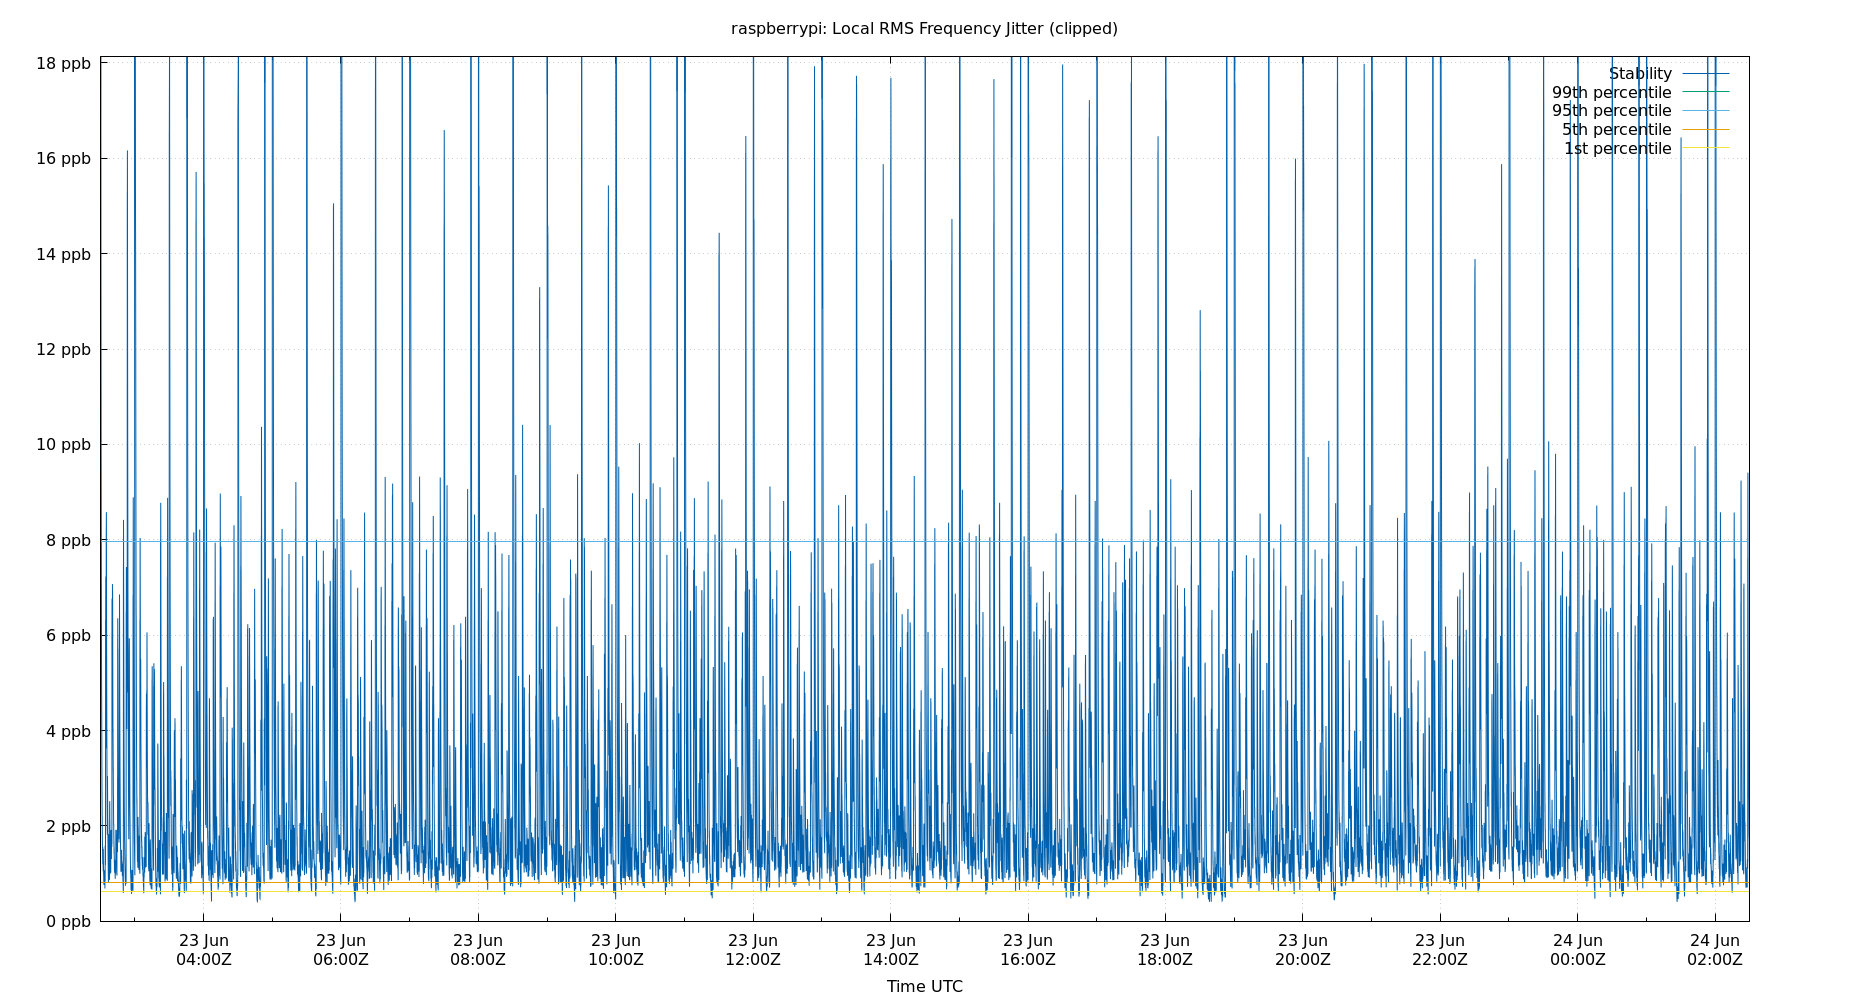 raspberrypi: Local RMS Frequency Jitter (clipped)
18 ppb
16 ppb
14 ppb
12 ppb
10 ppb
8 ppb
6 ppb
4 ppb
2 ppb
0 ppb
Stability
99th percentile
95th percentile
5th percentile
1st percentile
23 Jun 23 Jun 23 Jun 23 Jun 23 Jun 23 Jun 23 Jun 23 Jun 23 Jun 23 Jun 24 Jun 24 Jun
04:00Z 06:00Z 08:00Z 10:00Z 12:00Z 14:00Z 16:00Z 18:00Z 20:00Z 22:00Z 00:00Z 02:00Z
Time UTC